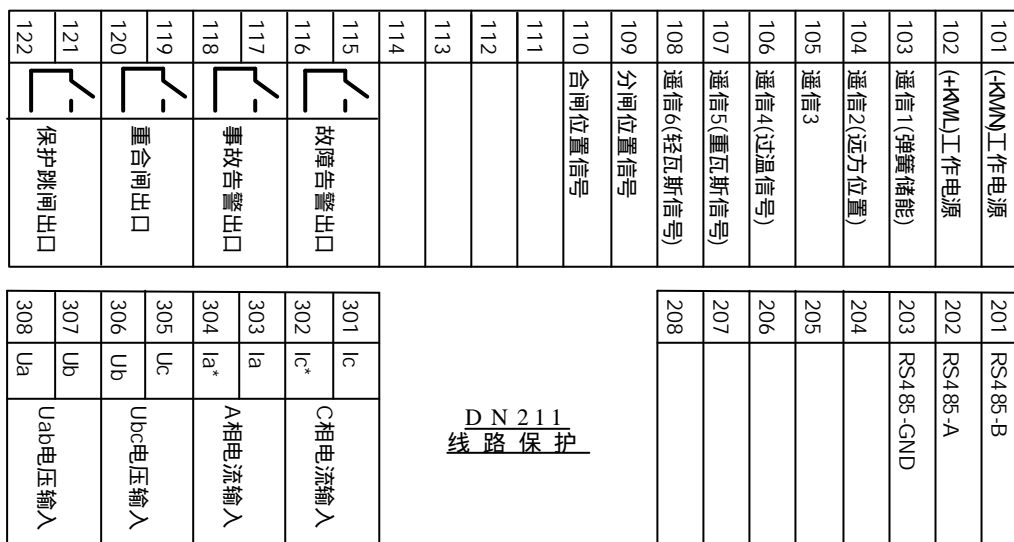 101 (-KM/N)工作电源
102 (+KM/L)工作电源
103 遥信1(弹簧储能)
104 遥信2(远方位置)
105 遥信3
106 遥信4(过温信号)
107 遥信5(重瓦斯信号)
108 遥信6(轻瓦斯信号)
109 分闸位置信号
110 合闸位置信号
111
112
113
114
115
116
故障告警出口
117
118
事故告警出口
119
120
重合闸出口
121
122
保护跳闸出口
201 RS485-B
202 RS485-A
203 RS485-GND
204
205
206
207
208
DN211
线路保护
301 Ic
302 Ic*
C相电流输入
303 Ia
304 Ia*
A相电流输入
305 Uc
306 Ub
Ubc电压输入
307 Ub
308 Ua
Uab电压输入